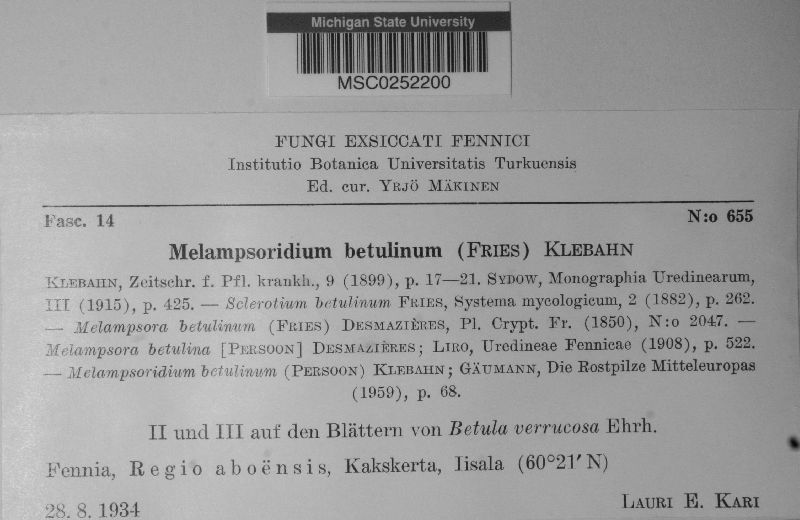 Michigan State University
MSC0252200
FUNGI EXSICCATI FENNICI
Institutio Botanica Universitatis Turkuensis
Ed. cur. YRJÖ MÄKINEN
Fasc. 14
N:o 655
Melampsoridium betulinum (FRIES) KLEBAHN
KLEBAHN, Zeitschr. f. Pfl. krankh., 9 (1899), p. 17—21. SYDOW, Monographia Uredinearum,
III (1915), p. 425. — Sclerotium betulinum FRIES, Systema mycologicum, 2 (1882), p. 262.
— Melampsora betulinum (FRIES) DESMAZIÈRES, Pl. Crypt. Fr. (1850), N:o 2047. —
Melampsora betulina [PERSOON] DESMAZIÈRES; LIRO, Uredineae Fennicae (1908), p. 522.
— Melampsoridium betulinum (PERSOON) KLEBAHN; GÄUMANN, Die Rostpilze Mitteleuropas
(1959), p. 68.
II und III auf den Blättern von Betula verrucosa Ehrh.
Fennia, Regio aboënsis, Kakskerta, Iisala (60°21′ N)
28. 8. 1934
LAURI E. KARI